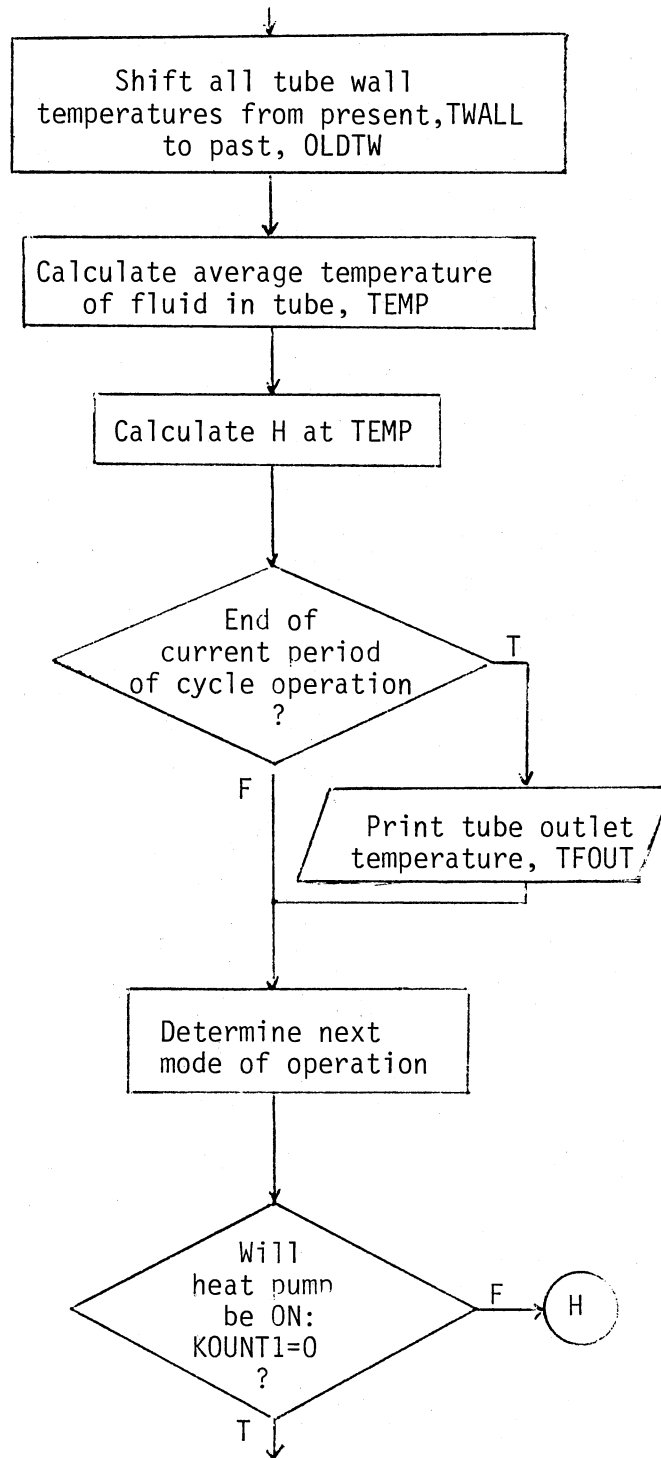 Shift all tube wall
temperatures from present,TWALL
to past, OLDTW
Calculate average temperature
of fluid in tube, TEMP
Calculate H at TEMP
End of
current period
of cycle operation
?
T
F
Print tube outlet
temperature, TFOUT
Determine next
mode of operation
Will
heat pump
be ON:
KOUNT1=0
?
F
H
T